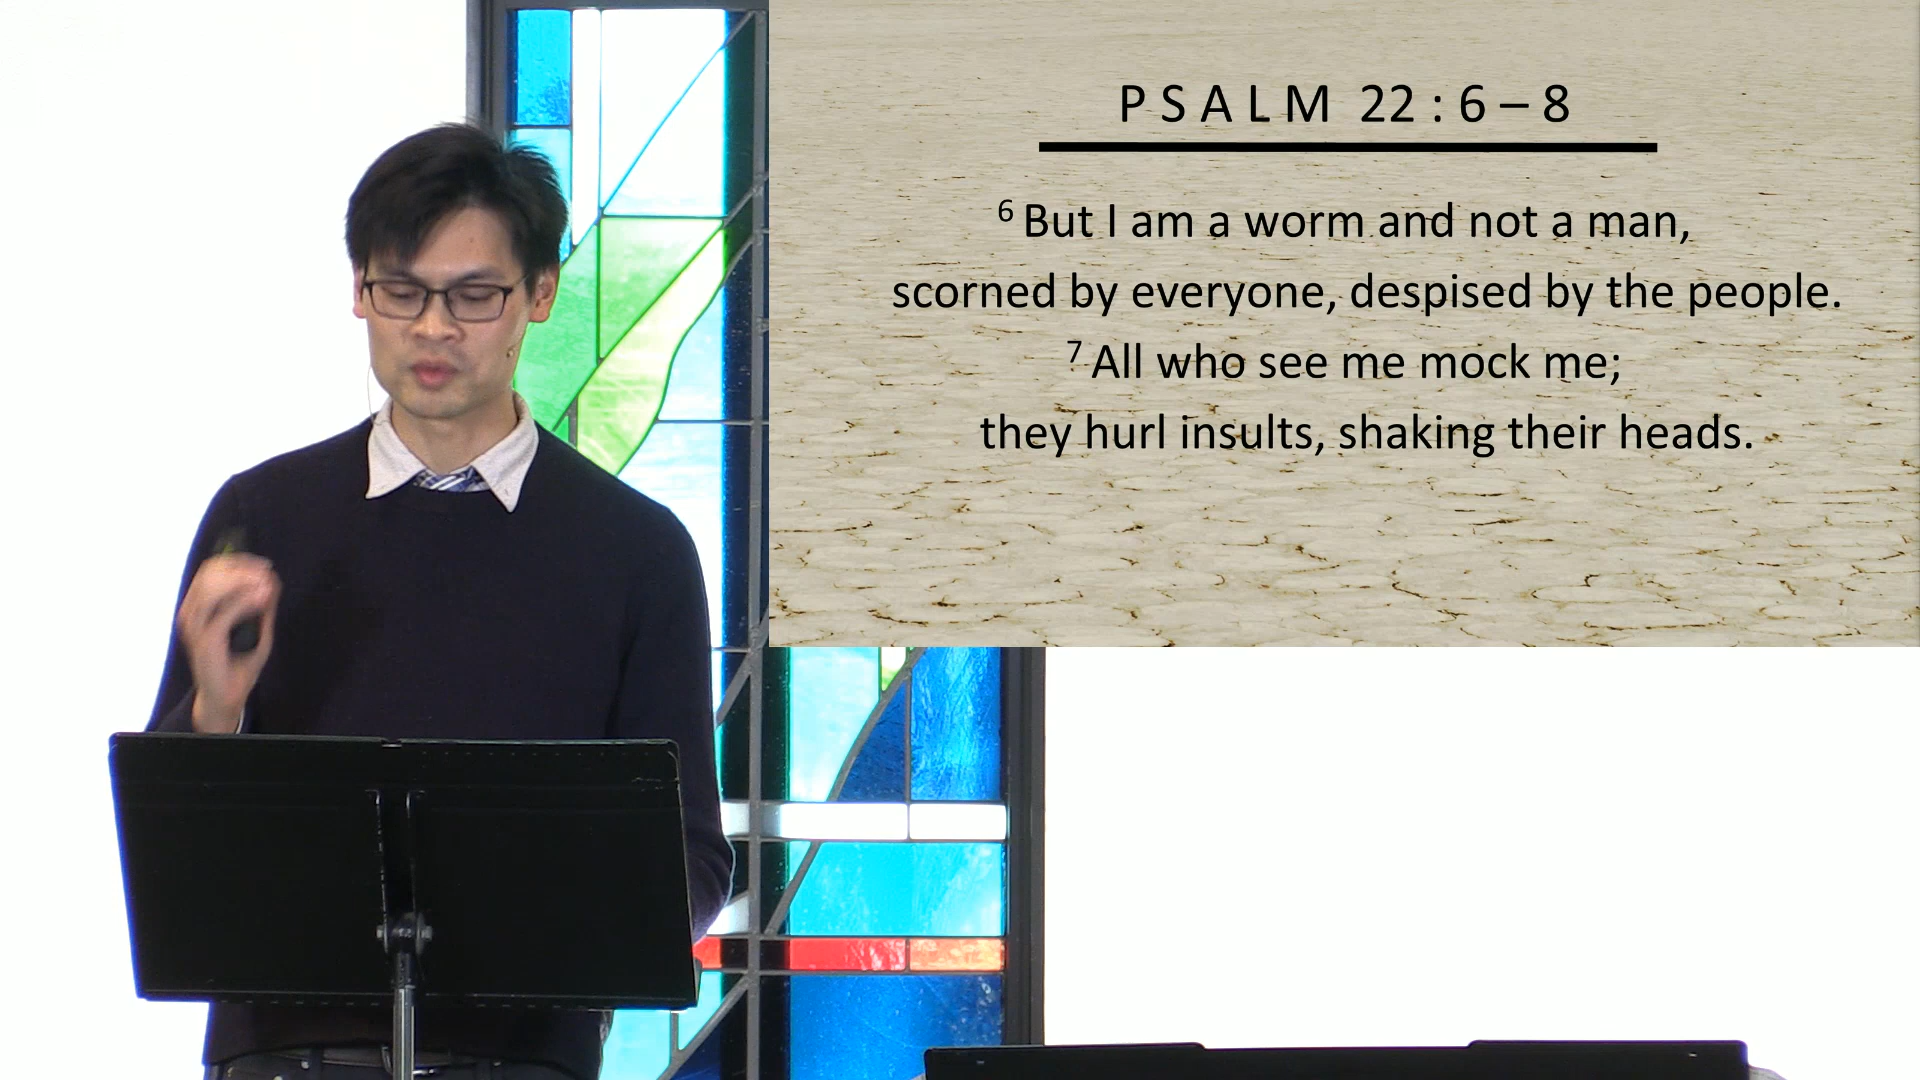 PSALM 22:6–8
6 But I am a worm and not a man,
scorned by everyone, despised by the people.
7 All who see me mock me;
they hurl insults, shaking their heads.